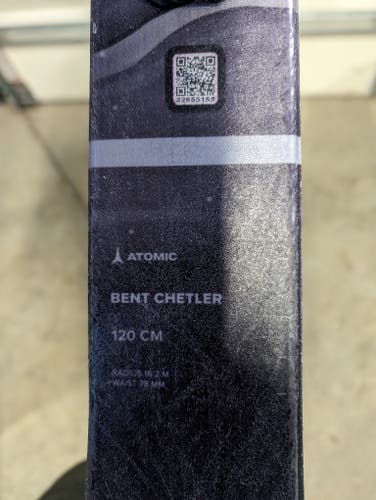 22655155
ATOMIC
BENT CHETLER
120 CM
RADIUS 16.2 M
WAIST 78 MM